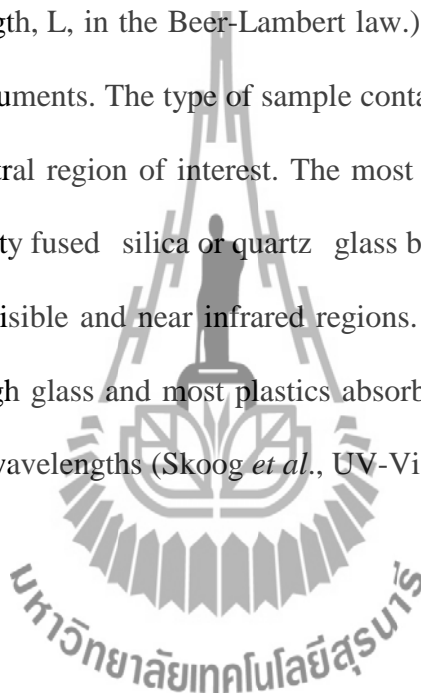 gth, L, in the Beer-Lambert law.)
uments. The type of sample conta
tral region of interest. The most
ty fused silica or quartz glass b
isible and near infrared regions.
gh glass and most plastics absorb
wavelengths (Skoog et al., UV-Vi
มหาวิทยาลัยเทคโนโลยีสุรนารี